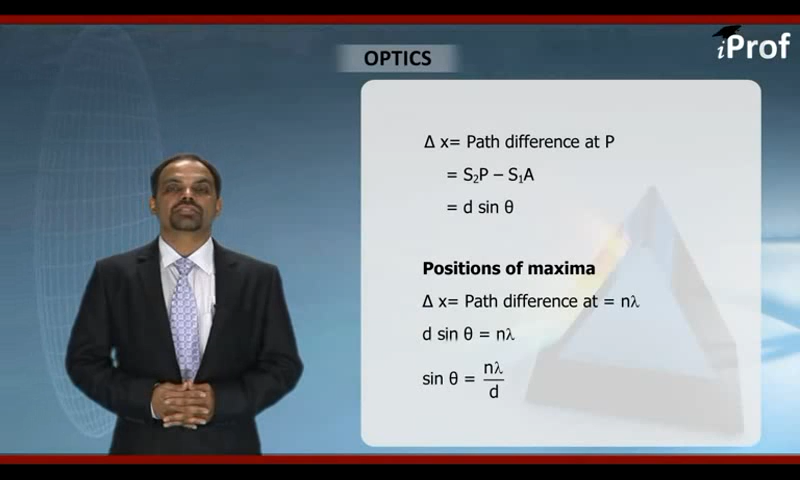 iProf
OPTICS
Δ x= Path difference at P
= S₂P – S₁A
= d sin θ
Positions of maxima
Δ x= Path difference at = nλ
d sin θ = nλ
sin θ = nλ/d